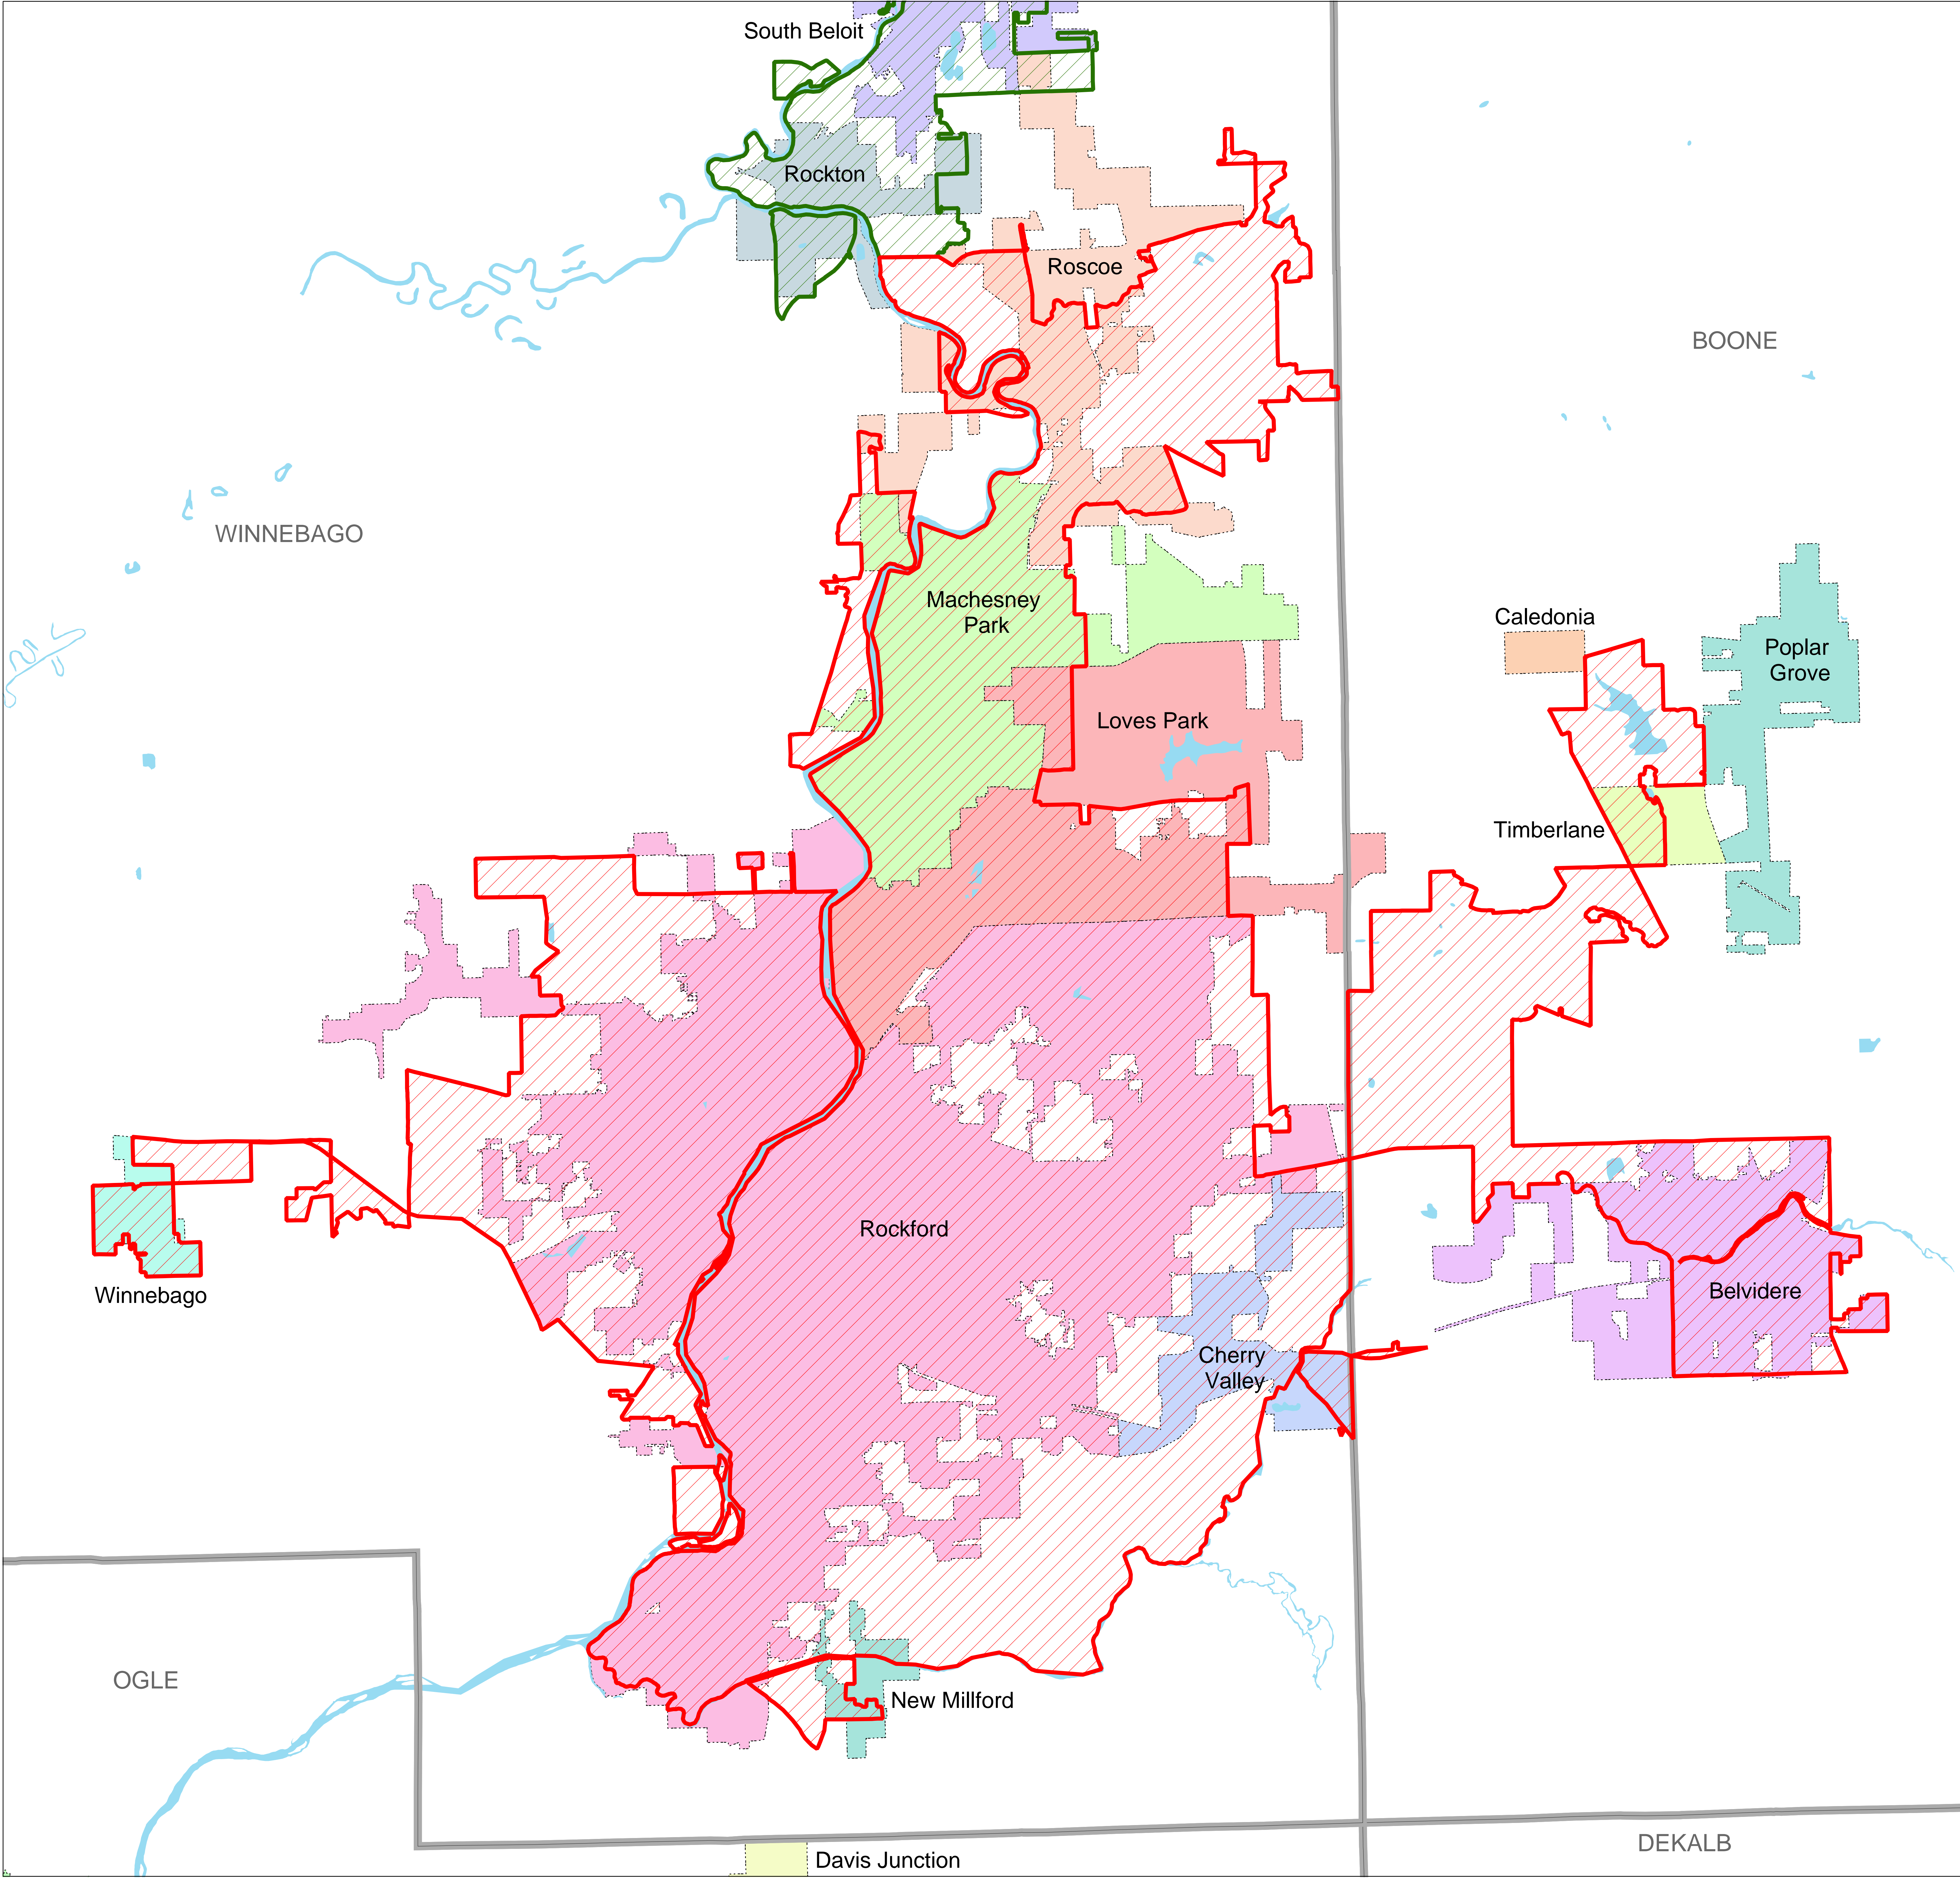 South Beloit
Rockton
Roscoe
BOONE
WINNEBAGO
Machesney
Park
Caledonia
Poplar
Grove
Loves Park
Timberlane
Rockford
Winnebago
Belvidere
Cherry
Valley
OGLE
New Millford
DEKALB
Davis Junction